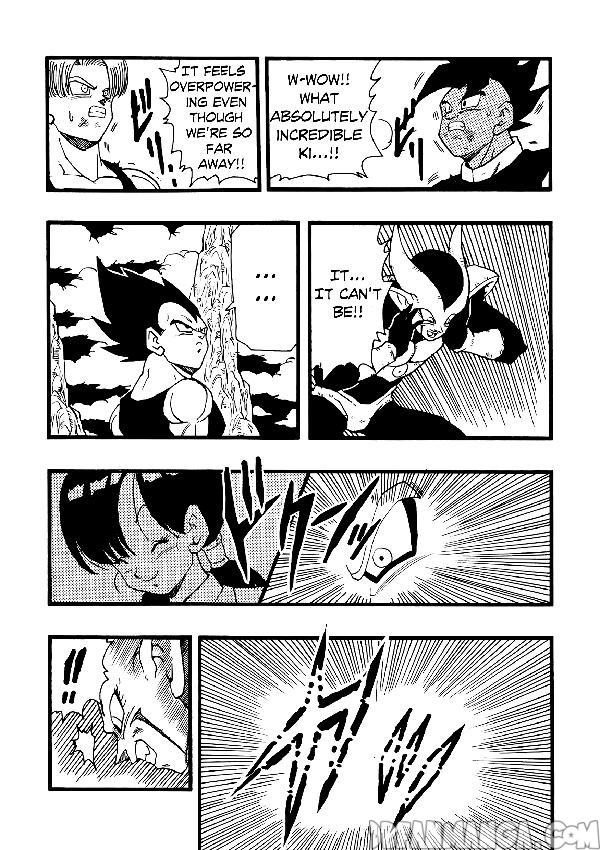 W-WOW!!
WHAT
ABSOLUTELY
INCREDIBLE
KI...!!
IT FEELS
OVERPOWER-
ING EVEN
THOUGH
WE'RE SO
FAR
AWAY!!
IT...
IT CAN'T
BE!!
...
...
!!
DBZENMANGA.COM